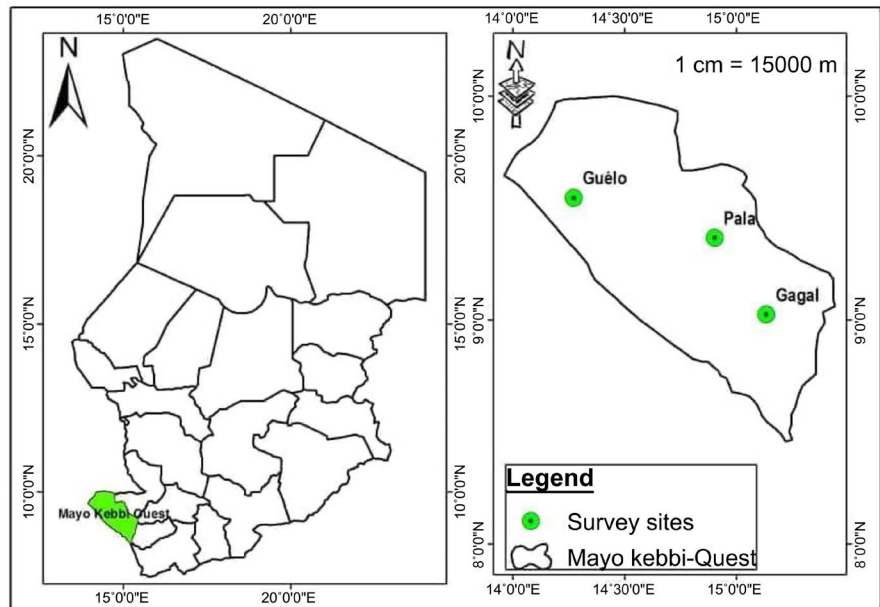 15°0'0"E 20°0'0"E
N
20°0'0"N
15°0'0"N
10°0'0"N
Mayo Kebbi Ouest
20°0'0"N
15°0'0"N
10°0'0"N
15°0'0"E 20°0'0"E
14°0'0"E 14°30'0"E 15°0'0"E
N
1 cm = 15000 m
10°0'0"N
9°0'0"N
8°0'0"N
Guélo
Pala
Gagal
10°0'0"N
9°0'0"N
8°0'0"N
Legend
Survey sites
Mayo kebbi-Quest
14°0'0"E 14°30'0"E 15°0'0"E